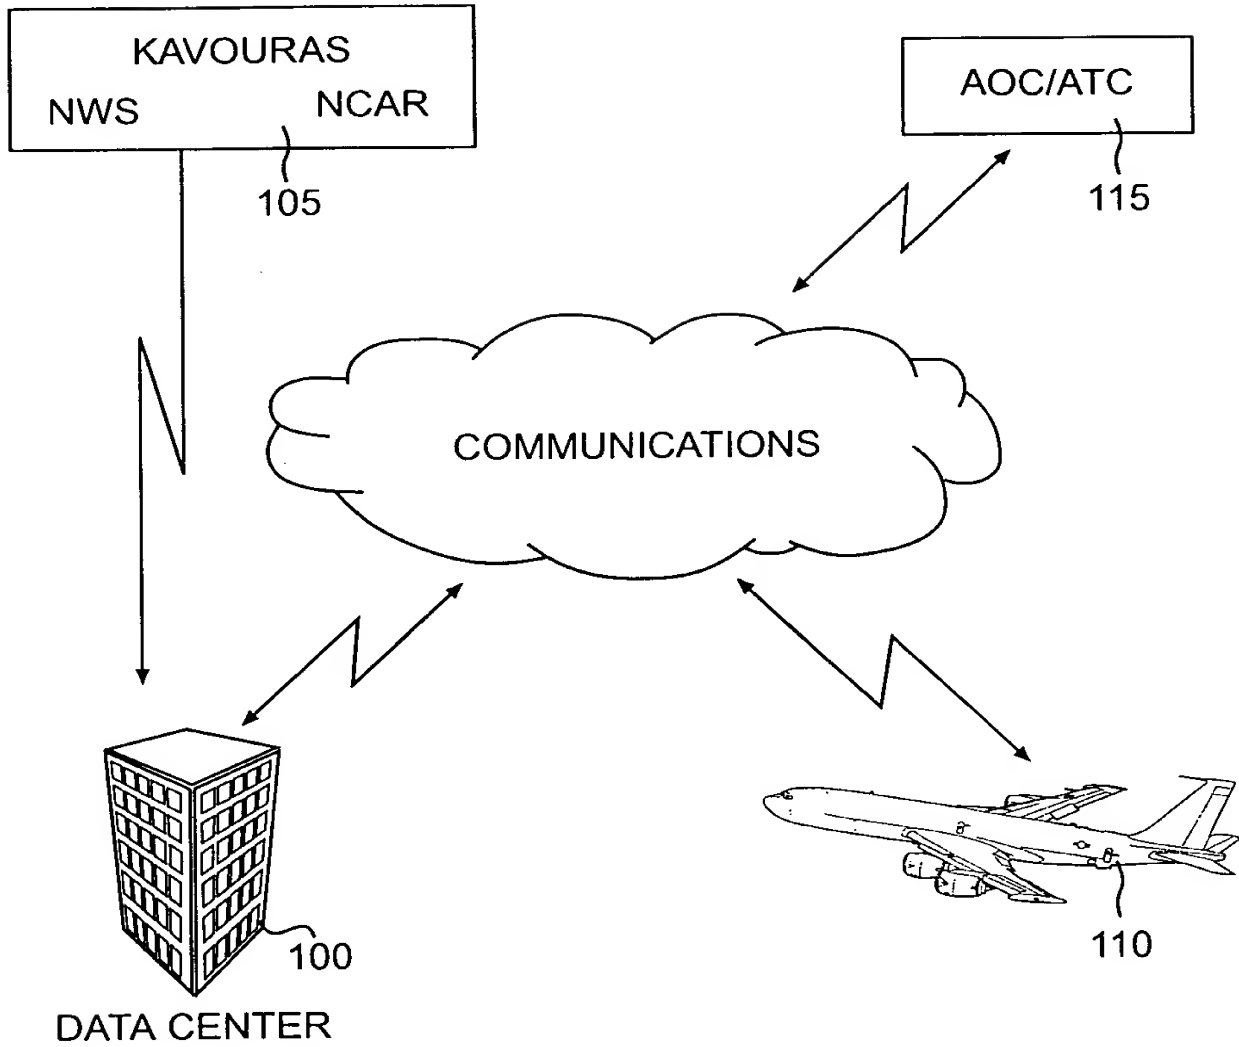 KAVOURAS
NWS NCAR
105
AOC/ATC
115
COMMUNICATIONS
100
DATA CENTER
110